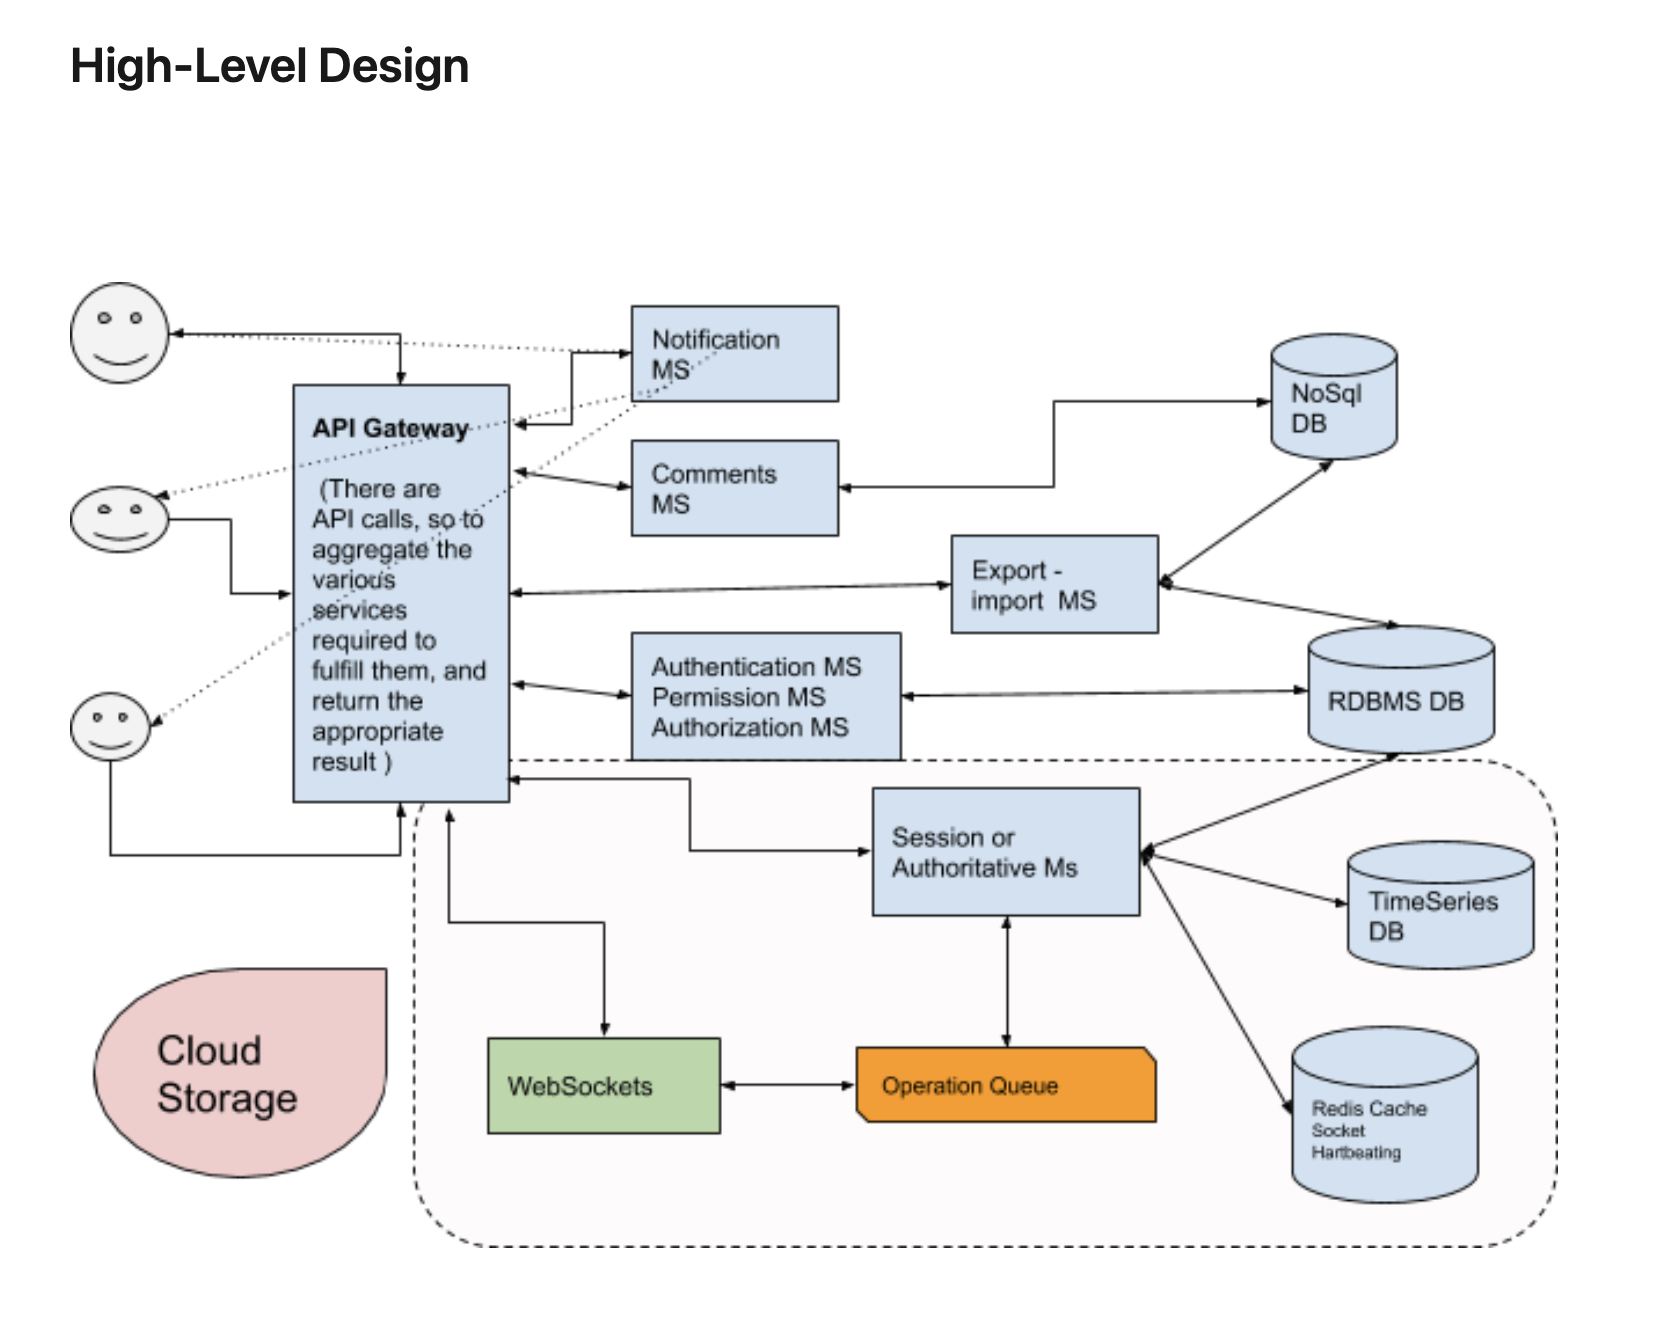 High-Level Design
Notification
MS
API Gateway
(There are
API calls, so to
aggregate the
various
services
required to
fulfill them, and
return the
appropriate
result )
Comments
MS
NoSql
DB
Export -
import MS
Authentication MS
Permission MS
Authorization MS
RDBMS DB
Session or
Authoritative Ms
TimeSeries
DB
Cloud
Storage
WebSockets
Operation Queue
Redis Cache
Socket
Hartbeating